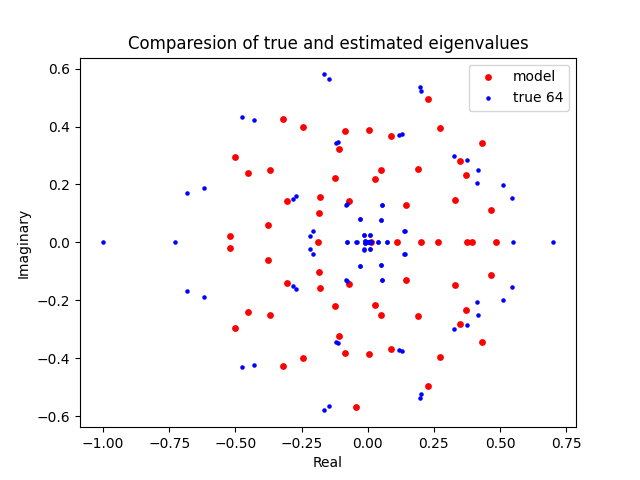 Comparesion of true and estimated eigenvalues
model
true 64
Imaginary
0.6
0.4
0.2
0.0
−0.2
−0.4
−0.6
−1.00 −0.75 −0.50 −0.25 0.00 0.25 0.50 0.75
Real